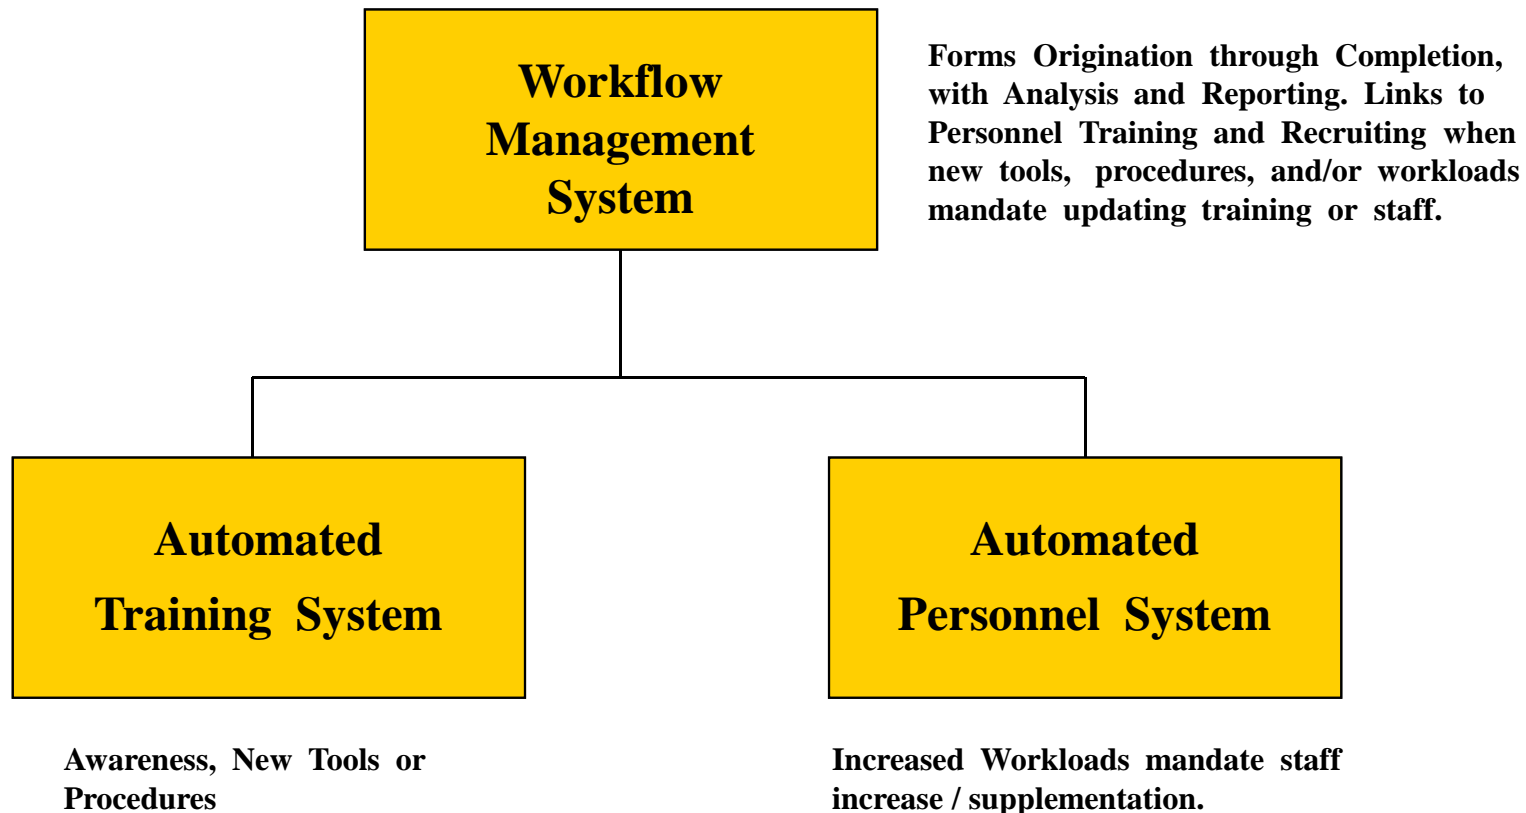 Workflow
Management
System
Forms Origination through Completion,
with Analysis and Reporting. Links to
Personnel Training and Recruiting when
new tools, procedures, and/or workloads
mandate updating training or staff.
Automated
Training System
Automated
Personnel System
Awareness, New Tools or
Procedures
Increased Workloads mandate staff
increase / supplementation.